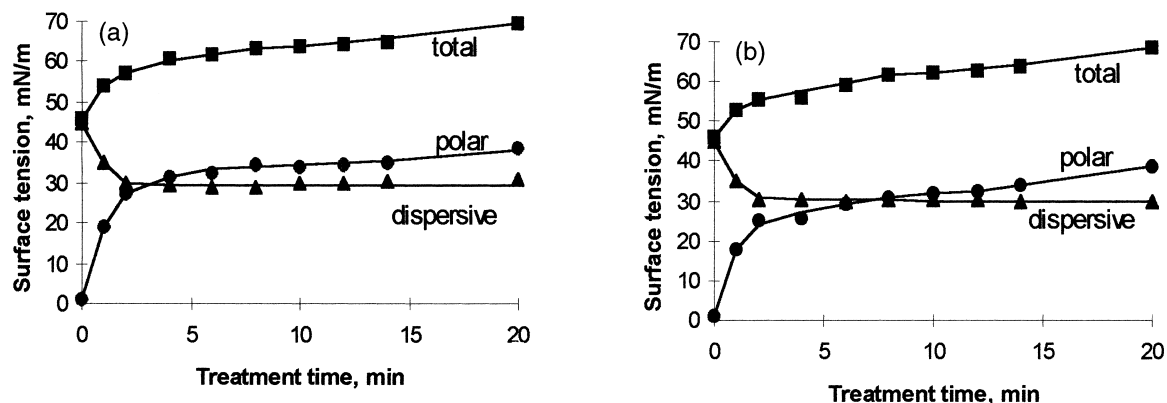 (a)
Surface tension, mN/m
70
60
50
40
30
20
10
0
total
polar
dispersive
0 5 10 15 20
Treatment time, min
(b)
Surface tension, mN/m
70
60
50
40
30
20
10
0
total
polar
dispersive
0 5 10 15 20
Treatment time, min